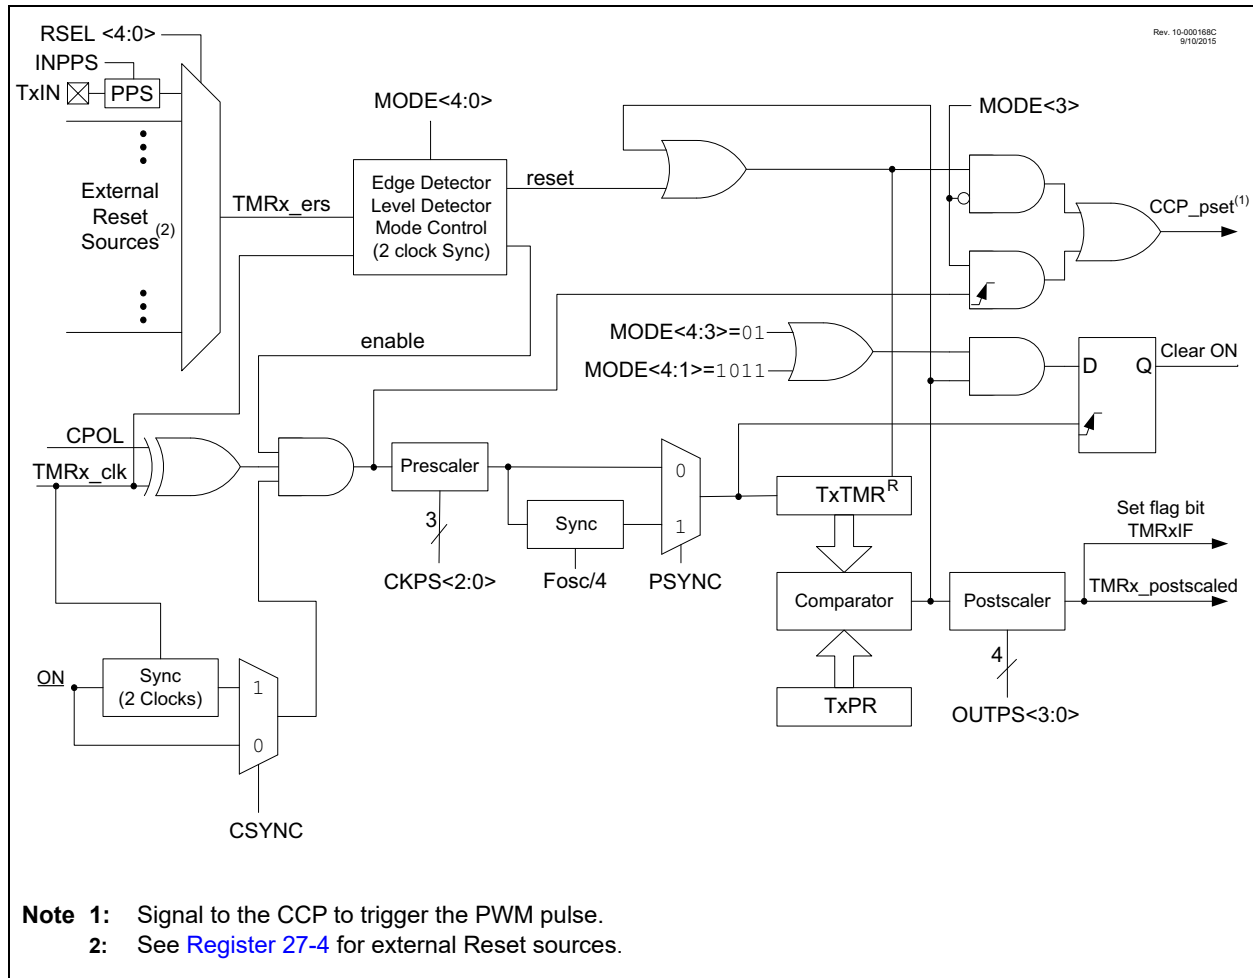 Rev. 10-000168C
9/10/2015
RSEL <4:0>
INPPS
TxIN
PPS
MODE<4:0>
MODE<3>
External
Reset
Sources(2)
TMRx_ers
Edge Detector
Level Detector
Mode Control
(2 clock Sync)
reset
CCP_pset(1)
enable
MODE<4:3>=01
MODE<4:1>=1011
D
Q
Clear ON
CPOL
TMRx_clk
Prescaler
0
1
TxTMR
R
3
Sync
Set flag bit
TMRxIF
CKPS<2:0>
Fosc/4
PSYNC
Comparator
Postscaler
TMRx_postscaled
ON
Sync
(2 Clocks)
1
0
4
TxPR
OUTPS<3:0>
CSYNC
Note 1: Signal to the CCP to trigger the PWM pulse.
2: See Register 27-4 for external Reset sources.